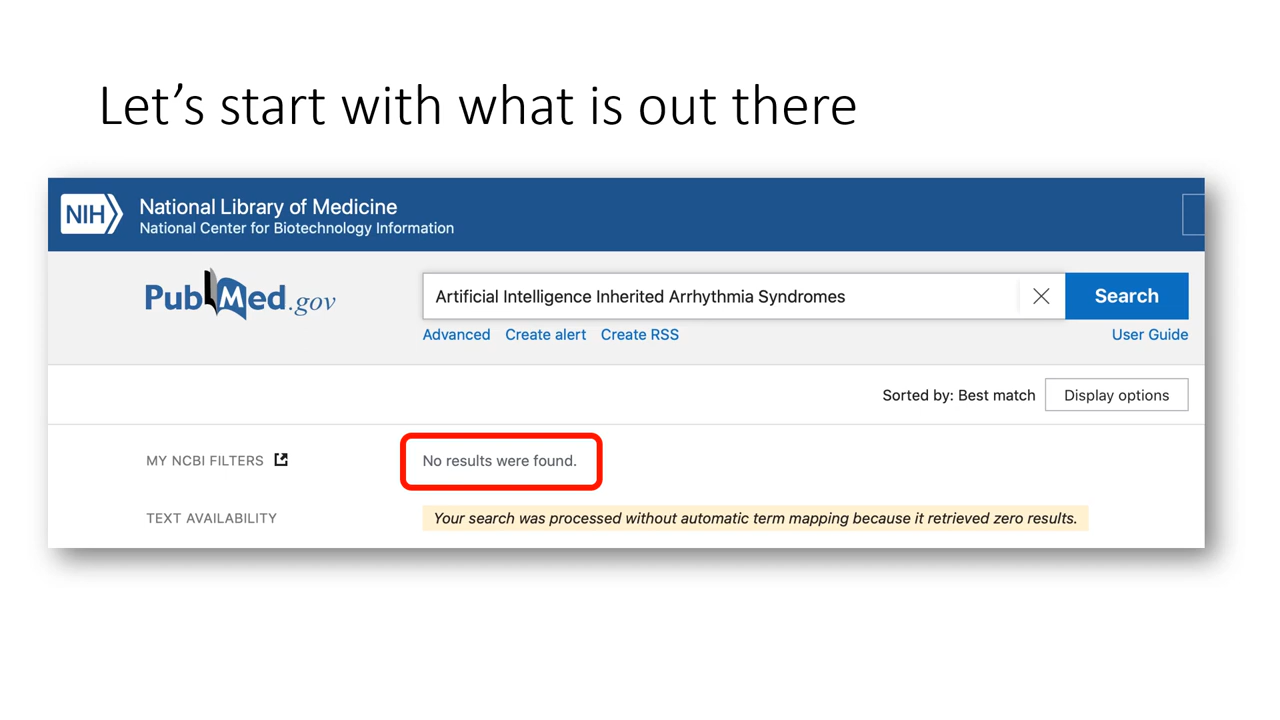 Let’s start with what is out there
NIH
National Library of Medicine
National Center for Biotechnology Information
PubMed.gov
Artificial Intelligence Inherited Arrhythmia Syndromes
Search
Advanced Create alert Create RSS
User Guide
Sorted by: Best match
Display options
MY NCBI FILTERS
No results were found.
TEXT AVAILABILITY
Your search was processed without automatic term mapping because it retrieved zero results.